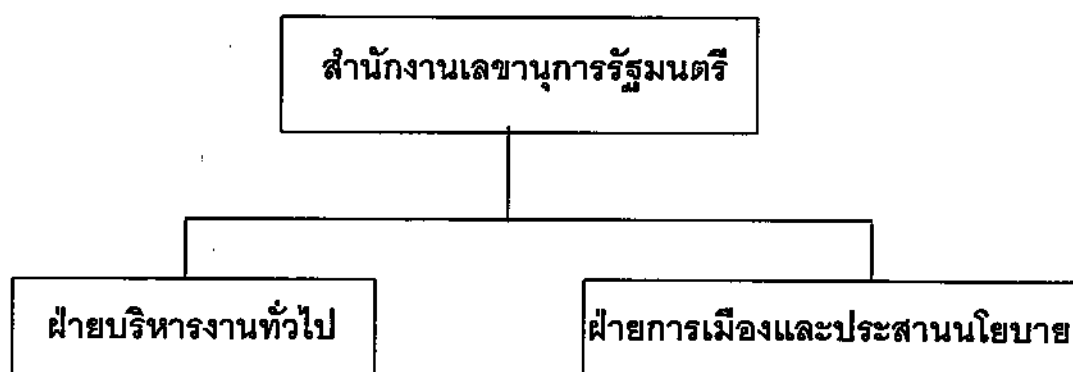 สำนักงานเลขานุการรัฐมนตรี
ฝ่ายบริหารงานทั่วไป
ฝ่ายการเมืองและประสานนโยบาย